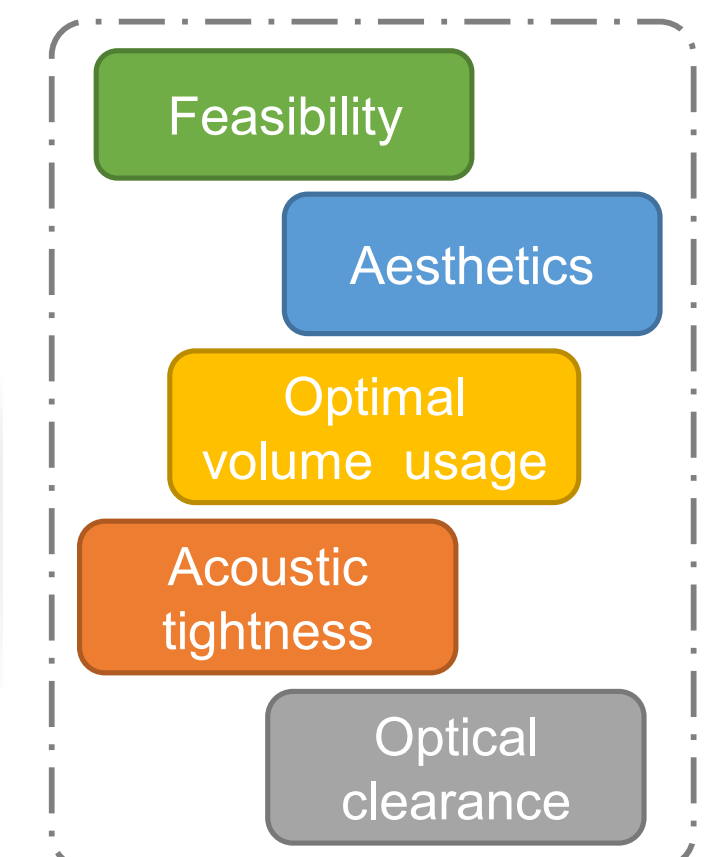 Feasibility
Aesthetics
Optimal
volume usage
Acoustic
tightness
Optical
clearance